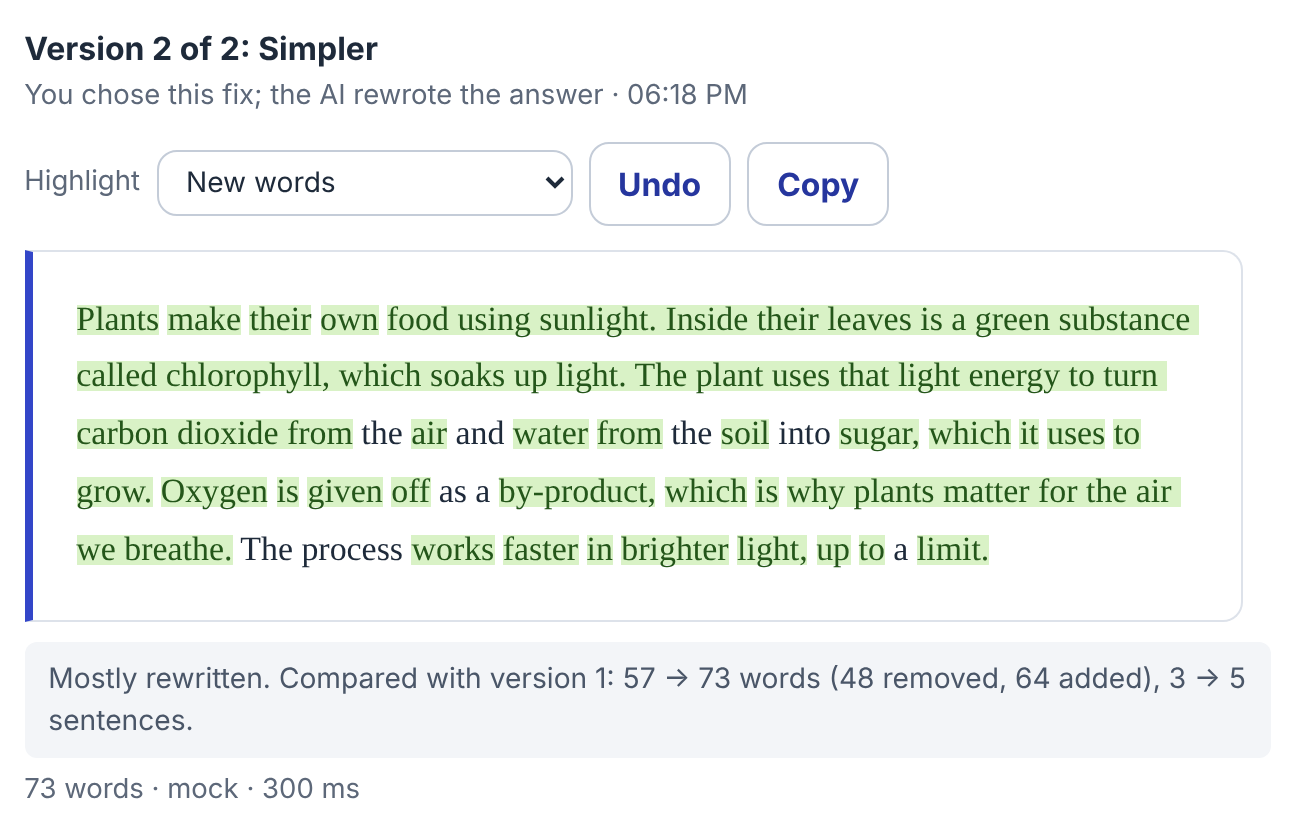 Version 2 of 2: Simpler
You chose this fix; the AI rewrote the answer · 06:18 PM
Highlight New words Undo Copy
Plants make their own food using sunlight. Inside their leaves is a green substance
called chlorophyll, which soaks up light. The plant uses that light energy to turn
carbon dioxide from the air and water from the soil into sugar, which it uses to
grow. Oxygen is given off as a by-product, which is why plants matter for the air
we breathe. The process works faster in brighter light, up to a limit.
Mostly rewritten. Compared with version 1: 57 → 73 words (48 removed, 64 added), 3 → 5
sentences.
73 words · mock · 300 ms